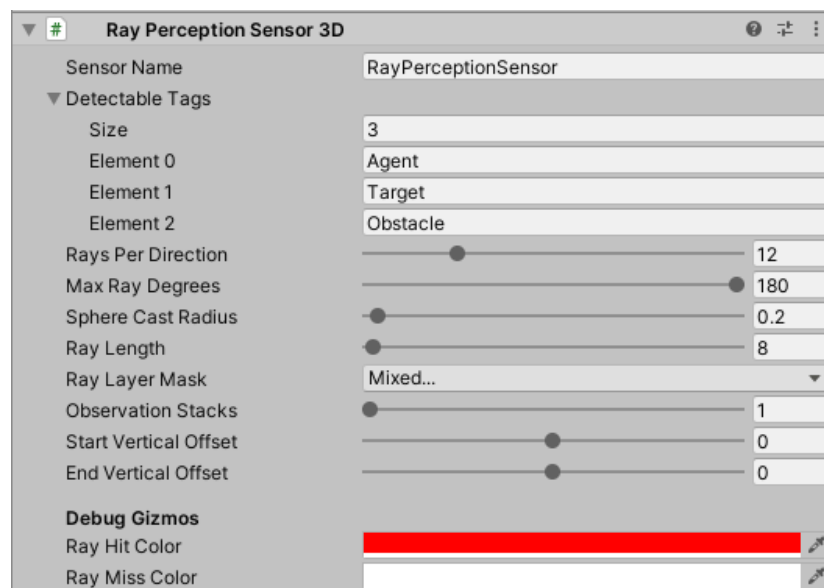 # Ray Perception Sensor 3D
Sensor Name RayPerceptionSensor
Detectable Tags
Size 3
Element 0 Agent
Element 1 Target
Element 2 Obstacle
Rays Per Direction 12
Max Ray Degrees 180
Sphere Cast Radius 0.2
Ray Length 8
Ray Layer Mask Mixed...
Observation Stacks 1
Start Vertical Offset 0
End Vertical Offset 0
Debug Gizmos
Ray Hit Color
Ray Miss Color